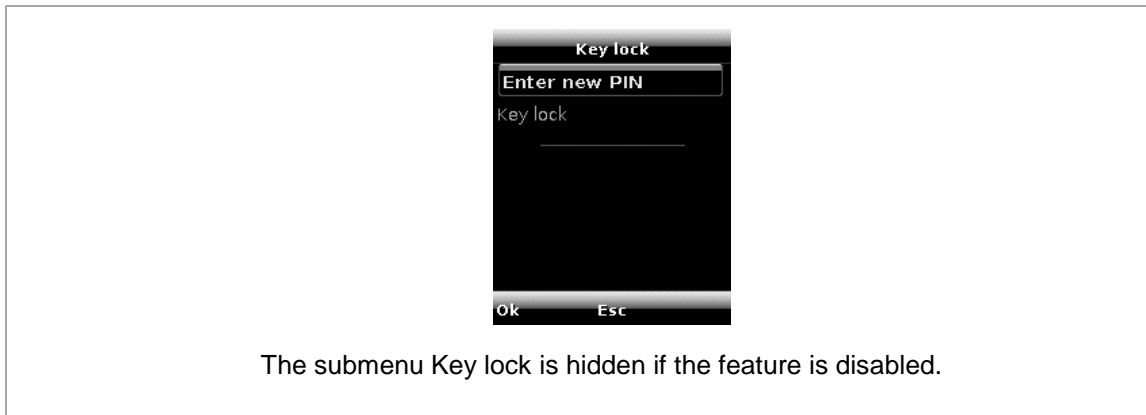 Key lock
Enter new PIN
Key lock
Ok Esc
The submenu Key lock is hidden if the feature is disabled.